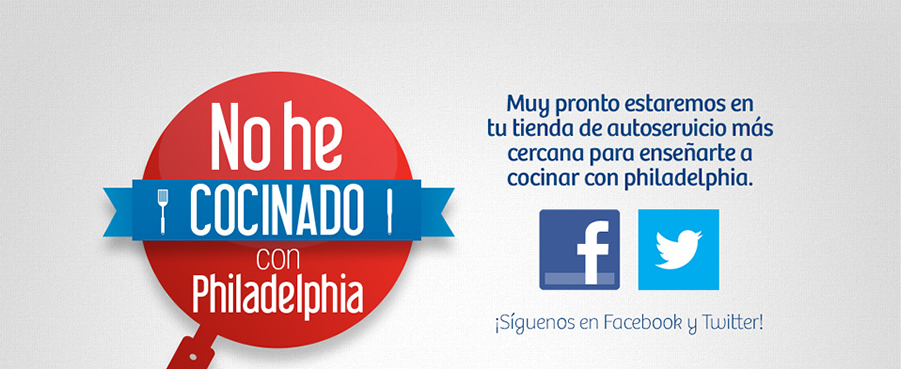 No he
COCINADO
con
Philadelphia
Muy pronto estaremos en
tu tienda de autoservicio más
cercana para enseñarte a
cocinar con philadelphia.
f
¡Síguenos en Facebook y Twitter!